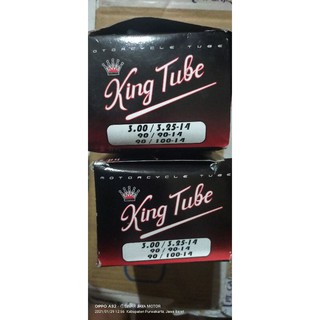 MOTORCYCLE TUBE
King Tube
3.00 / 3.25-14
90 / 90-14
90 / 100-14
MOTORCYCLE TUBE
King Tube
3.00 / 3.25-14
90 / 90-14
90 / 100-14
OPPO A92